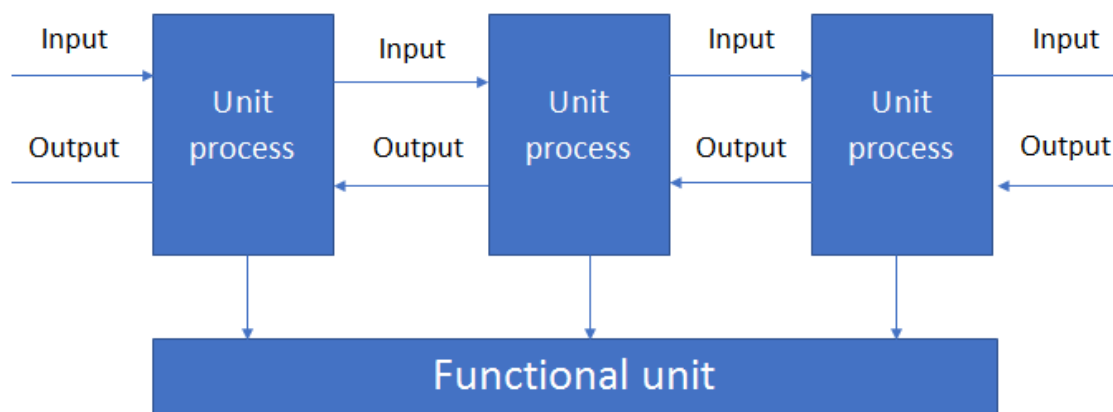 Input
Input
Input
Input
Unit
process
Unit
process
Unit
process
Output
Output
Output
Output
Functional unit